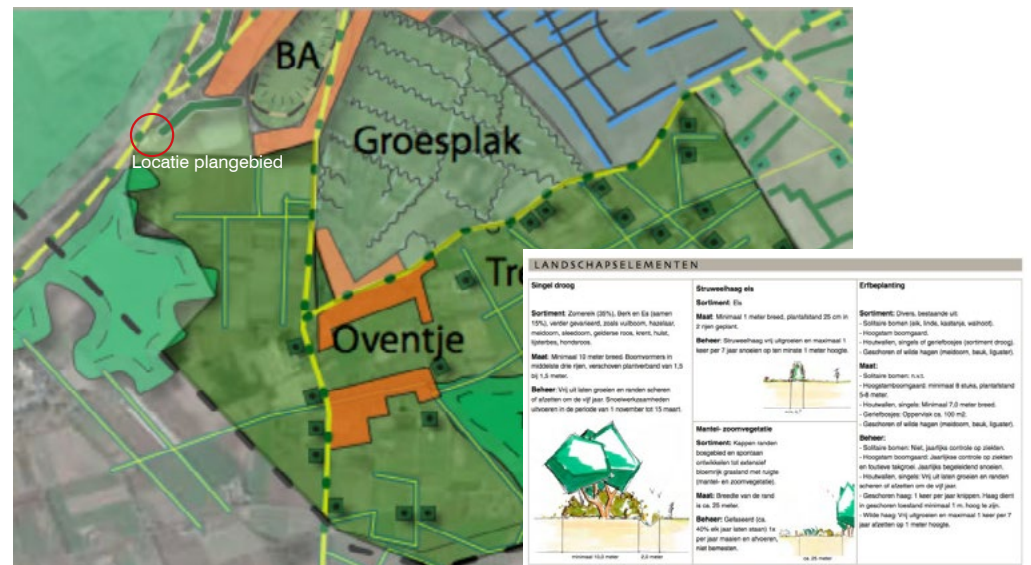 BA
Groesplak
Locatie plangebied
Tre
Oventje
LANDSCHAPSELEMENTEN
Singel droog
Sortiment: Zomereik (35%), Berk en Es (samen
15%), verder gevarieerd, zoals vuilboom, hazelaar,
meidoorn, sleedoorn, gelderse roos, krent, hulst,
lijsterbes, hondsroos.
Maat: Minimaal 10 meter breed. Boomvormers in
middelste drie rijen, verschoven plantverband van 1,5
bij 1,5 meter.
Beheer: Vrij uit laten groeien en randen scheren
of afzetten om de vijf jaar. Snoeiwerkzaamheden
uitvoeren in de periode van 1 november tot 15 maart.
minimaal 10,0 meter
2,0 meter
Struweelhaag els
Sortiment: Els
Maat: Minimaal 1 meter breed, plantafstand 25 cm in
2 rijen geplant.
Beheer: Struweelhaag vrij uitgroeien en maximaal 1
keer per 7 jaar snoeien op ten minste 1 meter hoogte.
Mantel- zoomvegetatie
Sortiment: Kappen randen
bosgebied en spontaan
ontwikkelen tot extensief
bloemrijk grasland met ruigte
(mantel- en zoomvegetatie).
Maat: Breedte van de rand
is ca. 25 meter.
Beheer: Gefaseerd (ca.
40% elk jaar laten staan) 1x
per jaar maaien en afvoeren,
niet bemesten.
ca. 25 meter
Erfbeplanting
Sortiment: Divers, bestaande uit:
- Solitaire bomen (eik, linde, kastanje, walnoot).
- Hoogstam boomgaard.
- Houtwallen, singels of geriefbosjes (sortiment droog).
- Geschoren of wilde hagen (meidoorn, beuk, liguster).
Maat:
- Solitaire bomen: n.v.t.
- Hoogstamboomgaard: minimaal 8 stuks, plantafstand
5-8 meter.
- Houtwallen, singels: Minimaal 7,0 meter breed.
- Geriefbosjes: Oppervlak ca. 100 m2.
- Geschoren of wilde hagen (meidoorn, beuk, liguster).
Beheer:
- Solitaire bomen: Niet, jaarlijks controle op ziekten.
- Hoogstam boomgaard: Jaarlijkse controle op ziekten
en foutieve takgroei. Jaarlijks begeleidend snoeien.
- Houtwallen, singels: Vrij uit laten groeien en randen
scheren of afzetten om de vijf jaar.
- Geschoren haag: 1 keer per jaar knippen. Haag dient
in geschoren toestand minimaal 1 m. hoog te zijn.
- Wilde haag: Vrij uitgroeien en maximaal 1 keer per 7
jaar afzetten op 1 meter hoogte.